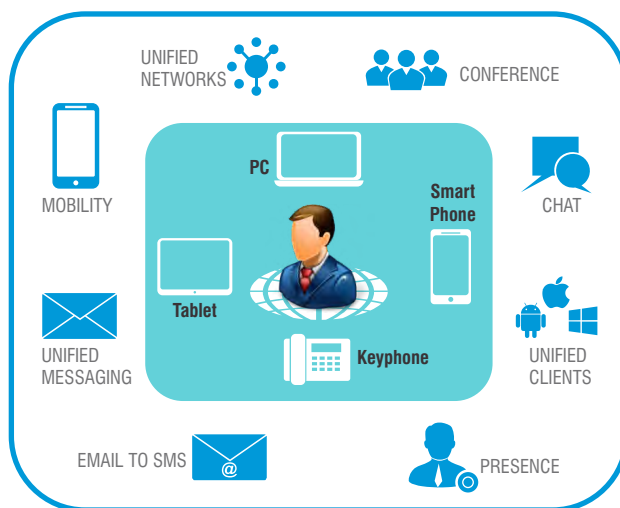 UNIFIED
NETWORKS
CONFERENCE
MOBILITY
PC
Smart
Phone
CHAT
Tablet
UNIFIED
MESSAGING
Keyphone
UNIFIED
CLIENTS
EMAIL TO SMS
@
PRESENCE